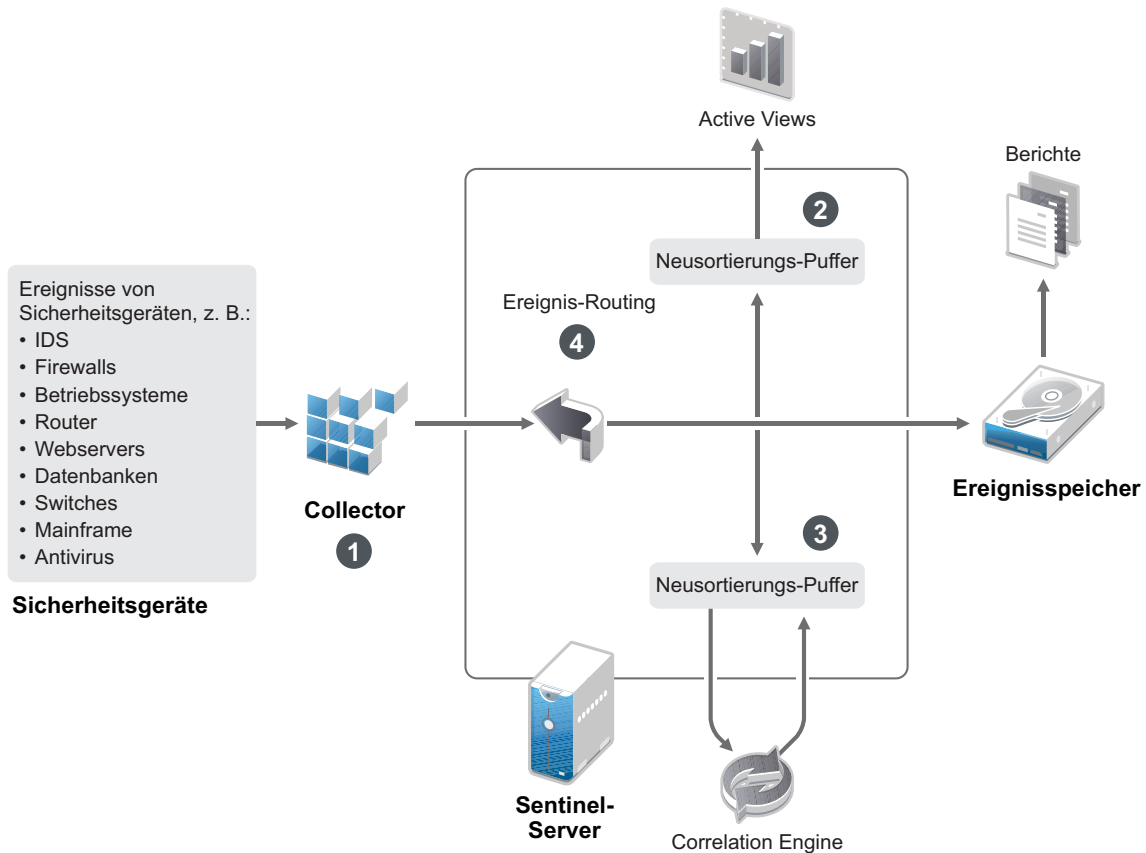 Active Views
Berichte
2
Neusortierungs-Puffer
Ereignisse von
Sicherheitsgeräten, z. B.:
• IDS
• Firewalls
• Betriebssysteme
• Router
• Webservers
• Datenbanken
• Switches
• Mainframe
• Antivirus
Sicherheitsgeräte
Ereignis-Routing
4
Collector
1
Ereignisspeicher
3
Neusortierungs-Puffer
Sentinel-
Server
Correlation Engine